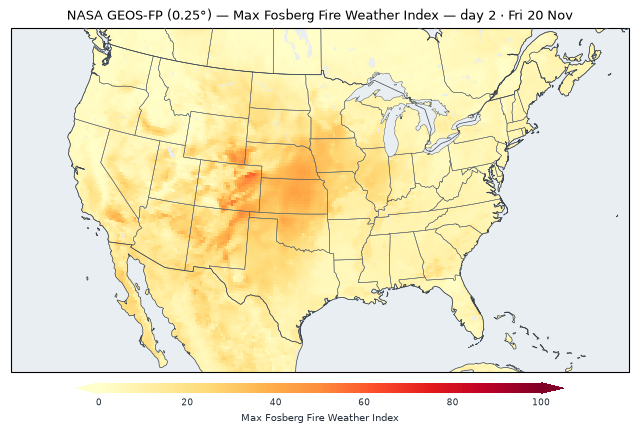 NASA GEOS-FP (0.25°) — Max Fosberg Fire Weather Index — day 2 · Fri 20 Nov
0 20 40 60 80 100
Max Fosberg Fire Weather Index